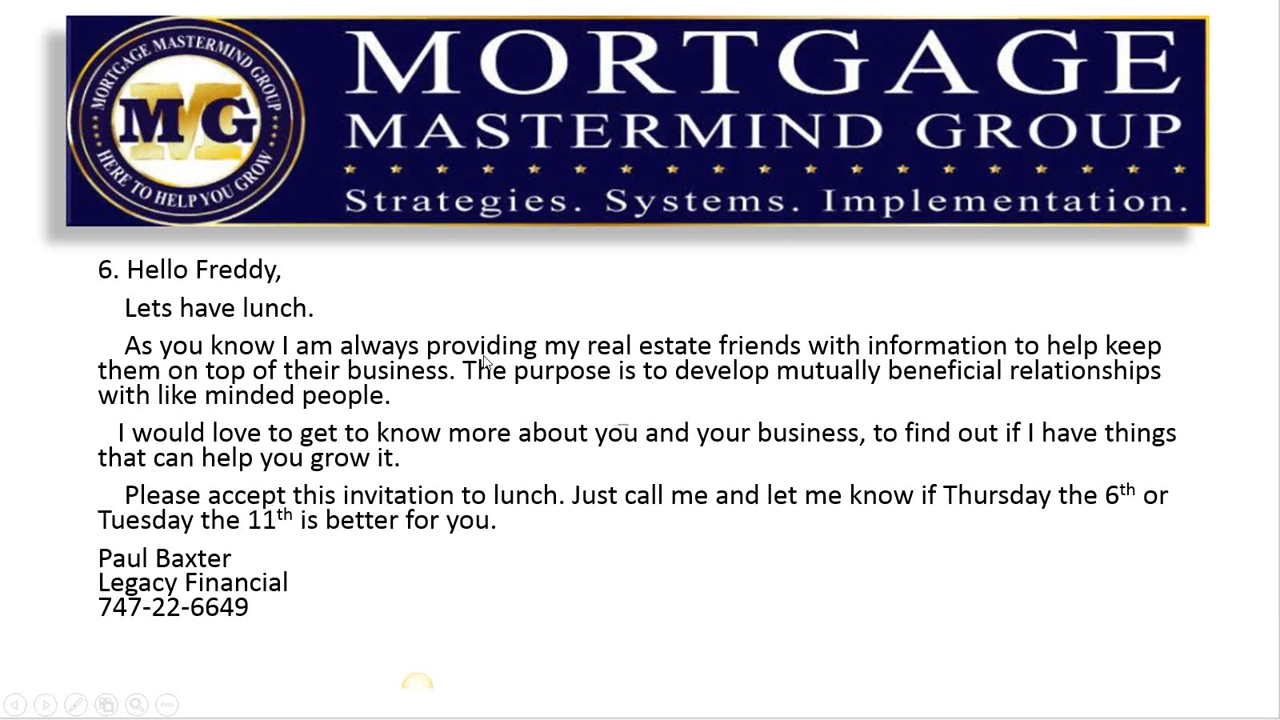 MORTGAGE MASTERMIND GROUP
MG
HERE TO HELP YOU GROW
MORTGAGE
MASTERMIND GROUP
Strategies. Systems. Implementation.
6. Hello Freddy,
Lets have lunch.
As you know I am always providing my real estate friends with information to help keep
them on top of their business. The purpose is to develop mutually beneficial relationships
with like minded people.
I would love to get to know more about you and your business, to find out if I have things
that can help you grow it.
Please accept this invitation to lunch. Just call me and let me know if Thursday the 6th or
Tuesday the 11th is better for you.
Paul Baxter
Legacy Financial
747-22-6649